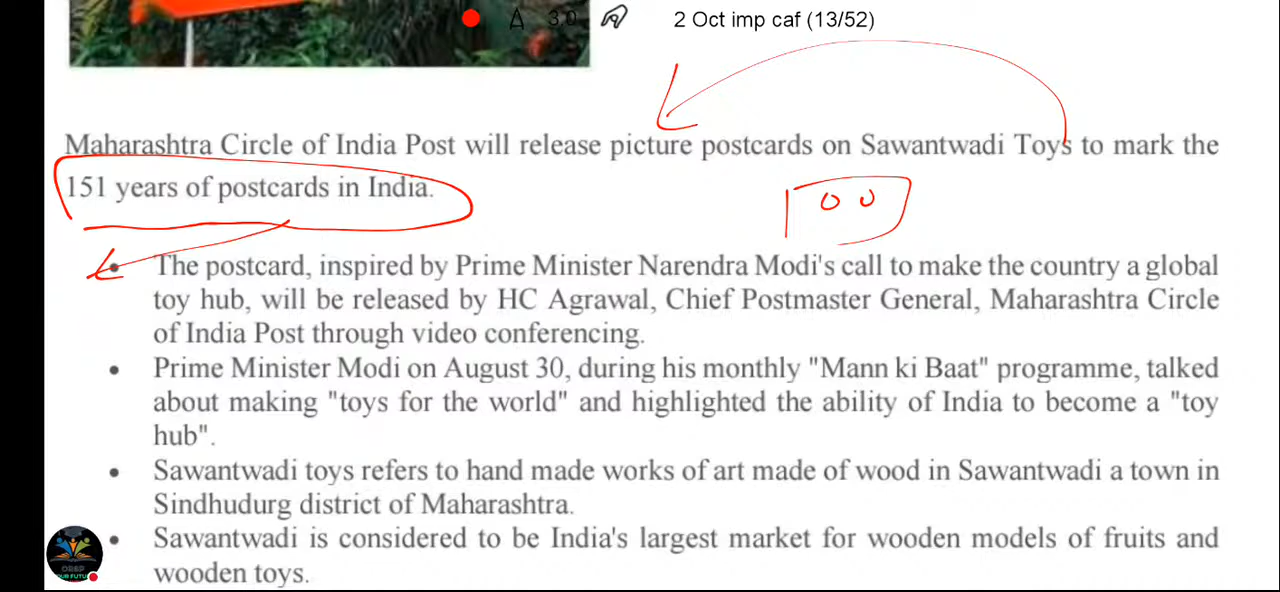 A 3.0 2 Oct imp caf (13/52)
Maharashtra Circle of India Post will release picture postcards on Sawantwadi Toys to mark the
151 years of postcards in India.
• The postcard, inspired by Prime Minister Narendra Modi's call to make the country a global
toy hub, will be released by HC Agrawal, Chief Postmaster General, Maharashtra Circle
of India Post through video conferencing.
• Prime Minister Modi on August 30, during his monthly "Mann ki Baat" programme, talked
about making "toys for the world" and highlighted the ability of India to become a "toy
hub".
• Sawantwadi toys refers to hand made works of art made of wood in Sawantwadi a town in
Sindhudurg district of Maharashtra.
• Sawantwadi is considered to be India's largest market for wooden models of fruits and
wooden toys.